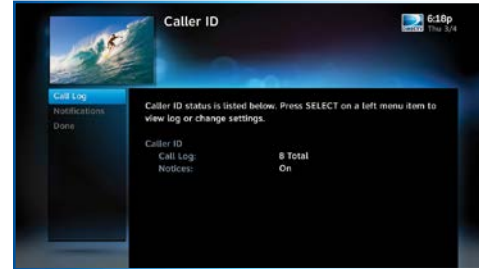 Caller ID
6:18p
Thu 3/4
Call Log
Notifications
Done
Caller ID status is listed below. Press SELECT on a left menu item to
view log or change settings.
Caller ID
Call Log: 8 Total
Notices: On